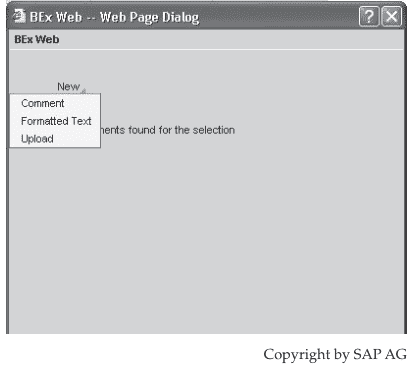 BEx Web -- Web Page Dialog
BEx Web
New
Comment
Formatted Text
Upload
found for the selection
Copyright by SAP AG